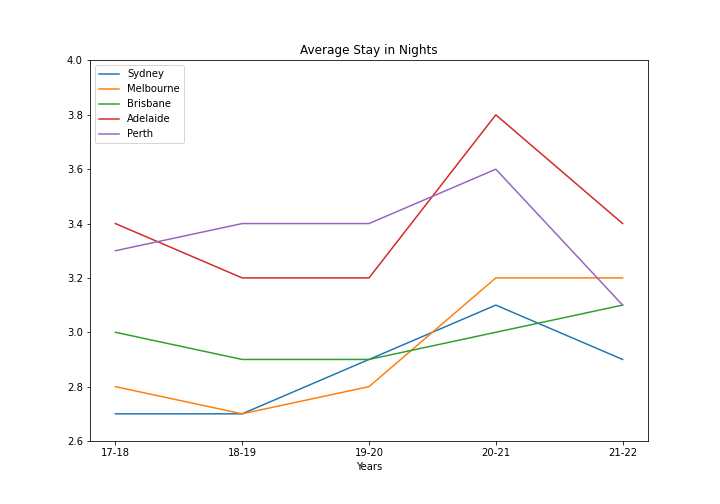 Average Stay in Nights
4.0
Sydney
Melbourne
Brisbane
Adelaide
Perth
3.8
3.6
3.4
3.2
3.0
2.8
2.6
17-18 18-19 19-20 20-21 21-22
Years